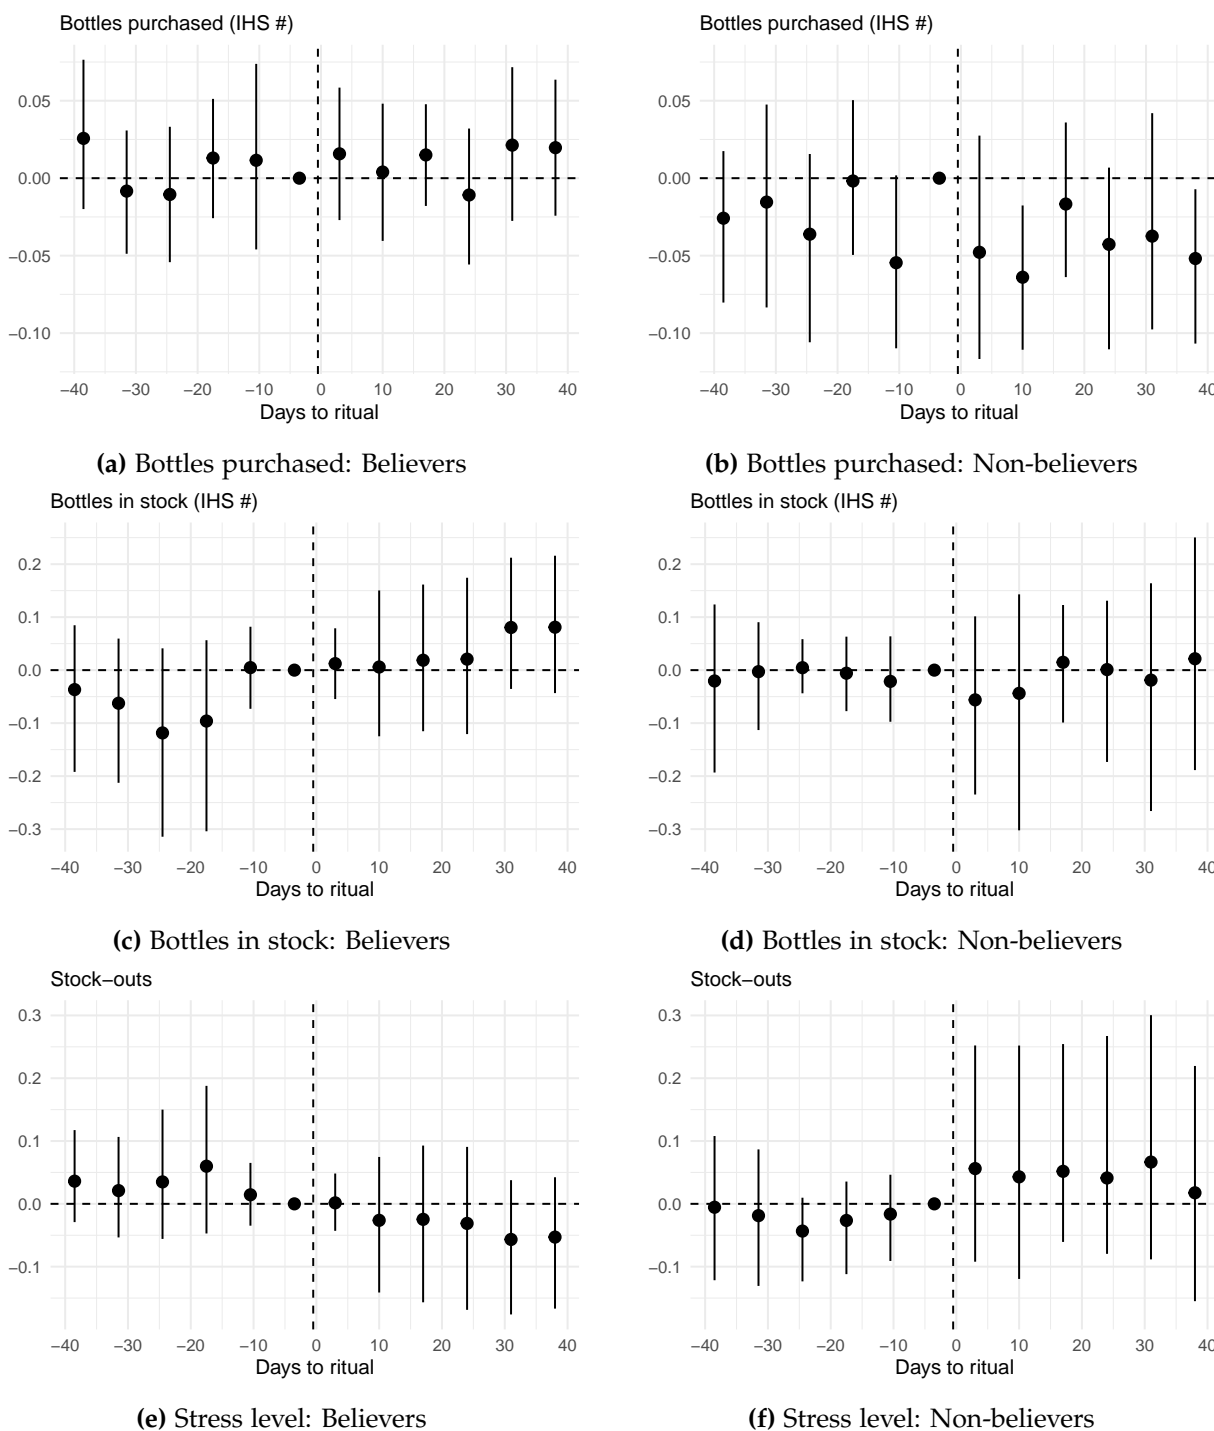 Bottles purchased (IHS #)
0.05
0.00
−0.05
−0.10
−40 −30 −20 −10 0 10 20 30 40
Days to ritual
(a) Bottles purchased: Believers
Bottles purchased (IHS #)
0.05
0.00
−0.05
−0.10
−40 −30 −20 −10 0 10 20 30 40
Days to ritual
(b) Bottles purchased: Non-believers
Bottles in stock (IHS #)
0.2
0.1
0.0
−0.1
−0.2
−0.3
−40 −30 −20 −10 0 10 20 30 40
Days to ritual
(c) Bottles in stock: Believers
Bottles in stock (IHS #)
0.2
0.1
0.0
−0.1
−0.2
−0.3
−40 −30 −20 −10 0 10 20 30 40
Days to ritual
(d) Bottles in stock: Non-believers
Stock−outs
0.3
0.2
0.1
0.0
−0.1
−40 −30 −20 −10 0 10 20 30 40
Days to ritual
(e) Stress level: Believers
Stock−outs
0.3
0.2
0.1
0.0
−0.1
−40 −30 −20 −10 0 10 20 30 40
Days to ritual
(f) Stress level: Non-believers